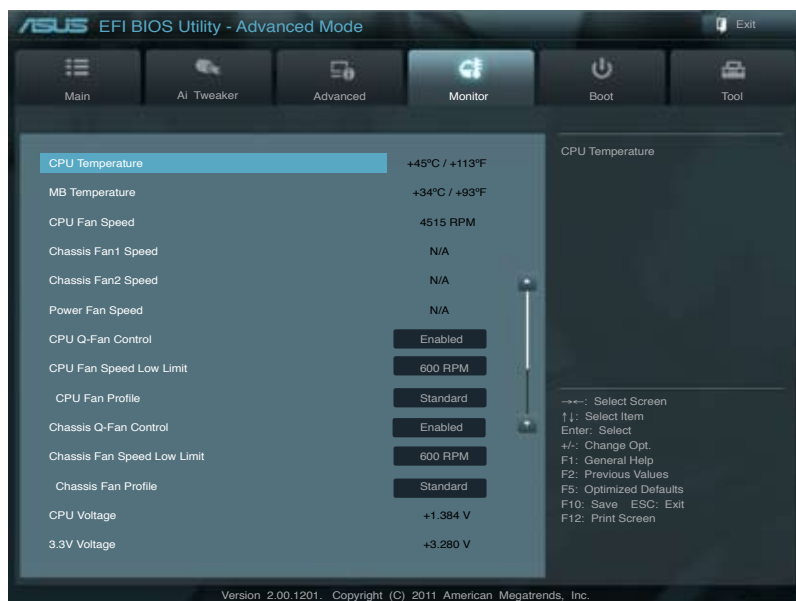 ASUS EFI BIOS Utility - Advanced Mode
Exit
Main
Ai Tweaker
Advanced
Monitor
Boot
Tool
CPU Temperature +45ºC / +113ºF
MB Temperature +34ºC / +93ºF
CPU Fan Speed 4515 RPM
Chassis Fan1 Speed N/A
Chassis Fan2 Speed N/A
Power Fan Speed N/A
CPU Q-Fan Control Enabled
CPU Fan Speed Low Limit 600 RPM
CPU Fan Profile Standard
Chassis Q-Fan Control Enabled
Chassis Fan Speed Low Limit 600 RPM
Chassis Fan Profile Standard
CPU Voltage +1.384 V
3.3V Voltage +3.280 V
CPU Temperature
→←: Select Screen
↑↓: Select Item
Enter: Select
+/-: Change Opt.
F1: General Help
F2: Previous Values
F5: Optimized Defaults
F10: Save ESC: Exit
F12: Print Screen
Version 2.00.1201. Copyright (C) 2011 American Megatrends, Inc.